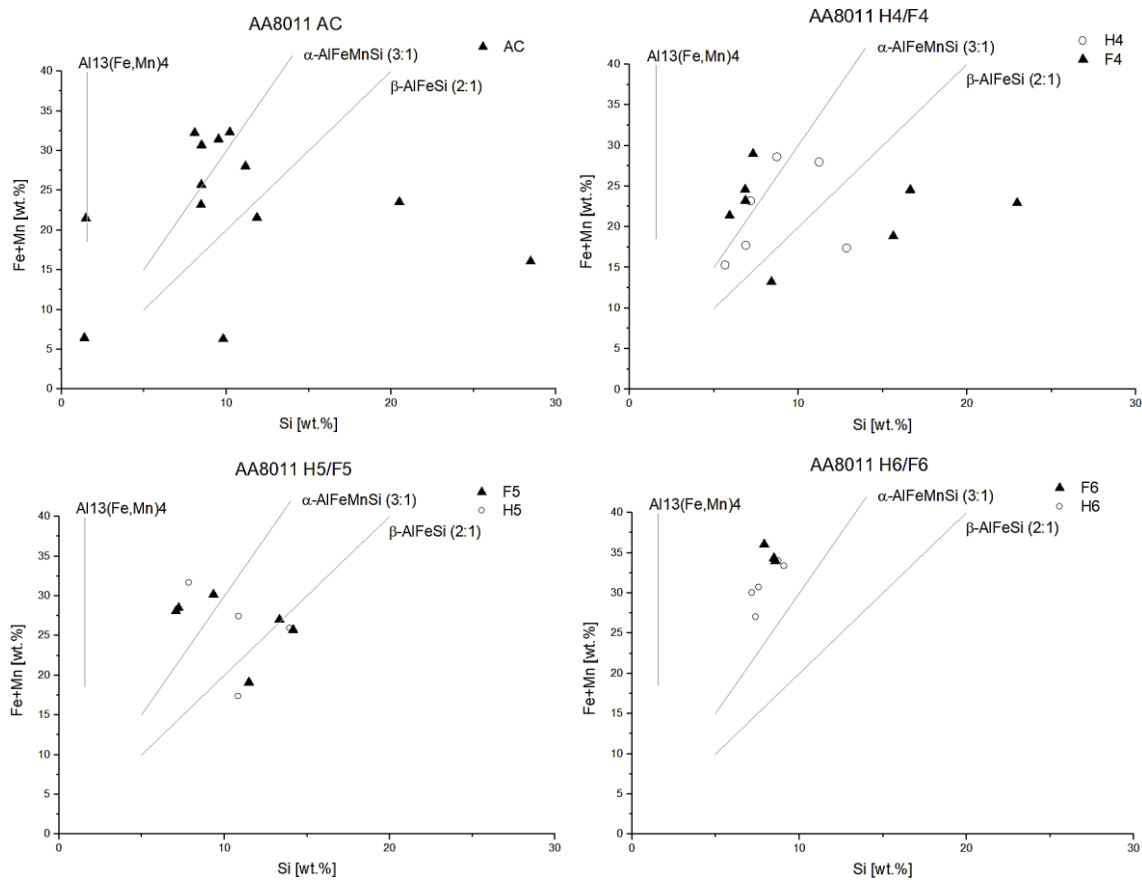 AA8011 AC
▲ AC
α-AlFeMnSi (3:1)
Al13(Fe,Mn)4
β-AlFeSi (2:1)
Fe+Mn [wt.%]
40
35
30
25
20
15
10
5
0
0 10 20 30
Si [wt.%]
AA8011 H4/F4
○ H4
▲ F4
α-AlFeMnSi (3:1)
Al13(Fe,Mn)4
β-AlFeSi (2:1)
Fe+Mn [wt.%]
40
35
30
25
20
15
10
5
0
0 10 20 30
Si [wt.%]
AA8011 H5/F5
▲ F5
○ H5
α-AlFeMnSi (3:1)
Al13(Fe,Mn)4
β-AlFeSi (2:1)
Fe+Mn [wt.%]
40
35
30
25
20
15
10
5
0
0 10 20 30
Si [wt.%]
AA8011 H6/F6
▲ F6
○ H6
α-AlFeMnSi (3:1)
Al13(Fe,Mn)4
β-AlFeSi (2:1)
Fe+Mn [wt.%]
40
35
30
25
20
15
10
5
0
0 10 20 30
Si [wt.%]